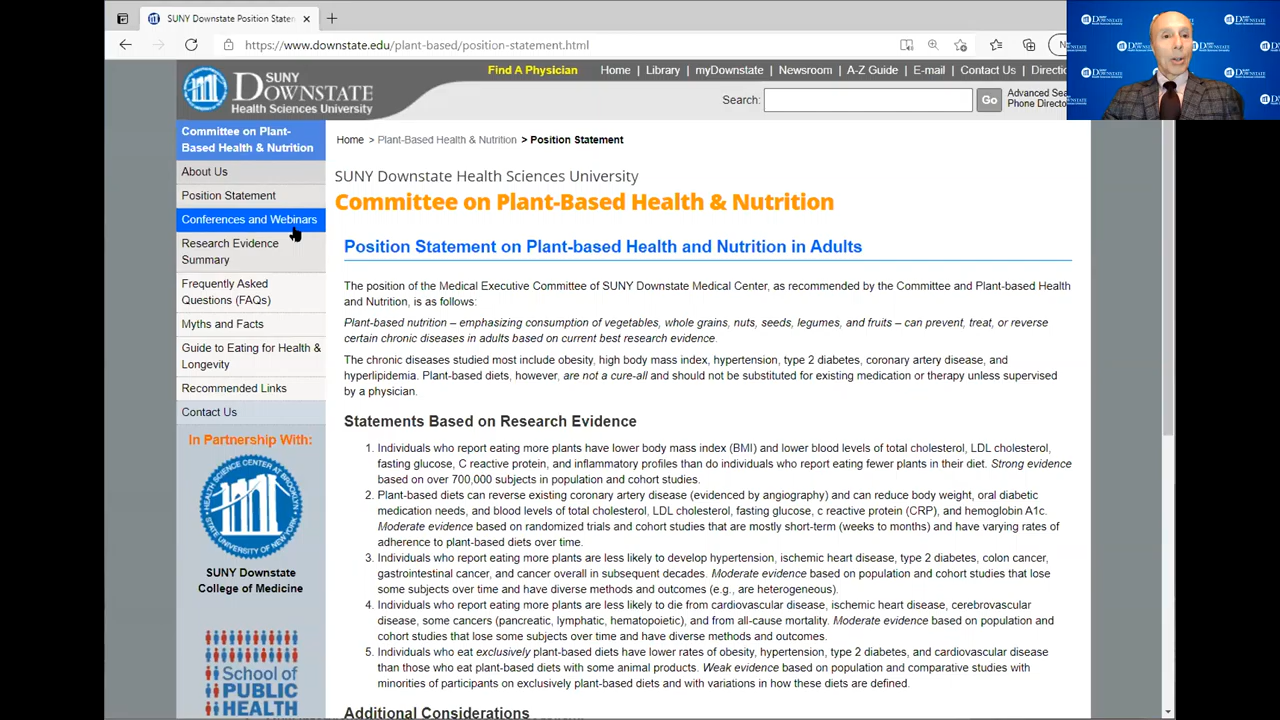 SUNY Downstate Position Statem
https://www.downstate.edu/plant-based/position-statement.html
SUNY
DOWNSTATE
Health Sciences University
Find A Physician
Home | Library | myDownstate | Newsroom | A-Z Guide | E-mail | Contact Us | Directi
Search:
Go
Advanced Sea
Phone Directo
Committee on Plant-
Based Health & Nutrition
About Us
Position Statement
Conferences and Webinars
Research Evidence
Summary
Frequently Asked
Questions (FAQs)
Myths and Facts
Guide to Eating for Health &
Longevity
Recommended Links
Contact Us
In Partnership With:
HEALTH SCIENCE CENTER AT BROOKLYN
STATE UNIVERSITY OF NEW YORK
SUNY Downstate
College of Medicine
School of
PUBLIC
HEALTH
Home > Plant-Based Health & Nutrition > Position Statement
SUNY Downstate Health Sciences University
Committee on Plant-Based Health & Nutrition
Position Statement on Plant-based Health and Nutrition in Adults
The position of the Medical Executive Committee of SUNY Downstate Medical Center, as recommended by the Committee and Plant-based Health
and Nutrition, is as follows:
Plant-based nutrition – emphasizing consumption of vegetables, whole grains, nuts, seeds, legumes, and fruits – can prevent, treat, or reverse
certain chronic diseases in adults based on current best research evidence.
The chronic diseases studied most include obesity, high body mass index, hypertension, type 2 diabetes, coronary artery disease, and
hyperlipidemia. Plant-based diets, however, are not a cure-all and should not be substituted for existing medication or therapy unless supervised
by a physician.
Statements Based on Research Evidence
1. Individuals who report eating more plants have lower body mass index (BMI) and lower blood levels of total cholesterol, LDL cholesterol,
fasting glucose, C reactive protein, and inflammatory profiles than do individuals who report eating fewer plants in their diet. Strong evidence
based on over 700,000 subjects in population and cohort studies.
2. Plant-based diets can reverse existing coronary artery disease (evidenced by angiography) and can reduce body weight, oral diabetic
medication needs, and blood levels of total cholesterol, LDL cholesterol, fasting glucose, c reactive protein (CRP), and hemoglobin A1c.
Moderate evidence based on randomized trials and cohort studies that are mostly short-term (weeks to months) and have varying rates of
adherence to plant-based diets over time.
3. Individuals who report eating more plants are less likely to develop hypertension, ischemic heart disease, type 2 diabetes, colon cancer,
gastrointestinal cancer, and cancer overall in subsequent decades. Moderate evidence based on population and cohort studies that lose
some subjects over time and have diverse methods and outcomes (e.g., are heterogeneous).
4. Individuals who report eating more plants are less likely to die from cardiovascular disease, ischemic heart disease, cerebrovascular
disease, some cancers (pancreatic, lymphatic, hematopoietic), and from all-cause mortality. Moderate evidence based on population and
cohort studies that lose some subjects over time and have diverse methods and outcomes.
5. Individuals who eat exclusively plant-based diets have lower rates of obesity, hypertension, type 2 diabetes, and cardiovascular disease
than those who eat plant-based diets with some animal products. Weak evidence based on population and comparative studies with
minorities of participants on exclusively plant-based diets and with variations in how these diets are defined.
Additional Considerations